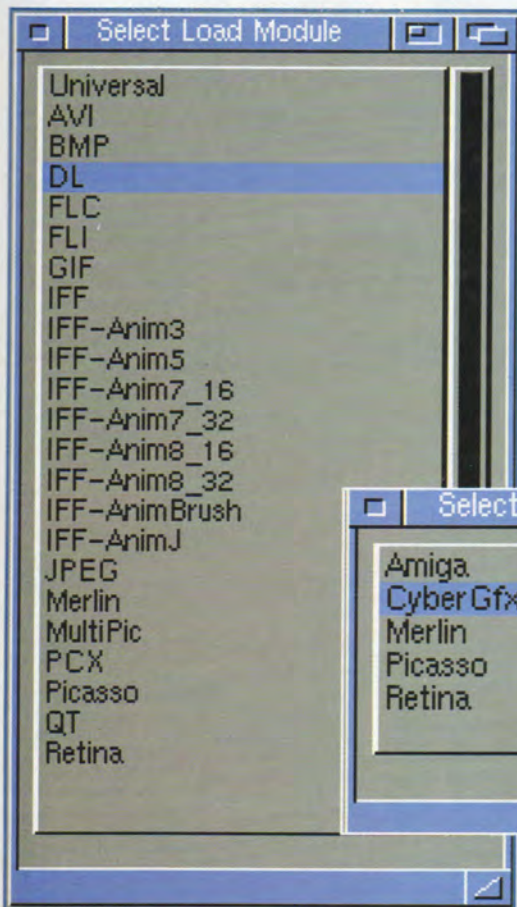 Select Load Module
Universal
AVI
BMP
DL
FLC
FLI
GIF
IFF
IFF-Anim3
IFF-Anim5
IFF-Anim7_16
IFF-Anim7_32
IFF-Anim8_16
IFF-Anim8_32
IFF-AnimBrush
IFF-AnimJ
JPEG
Merlin
MultiPic
PCX
Picasso
QT
Retina
Select
Amiga
CyberGfx
Merlin
Picasso
Retina